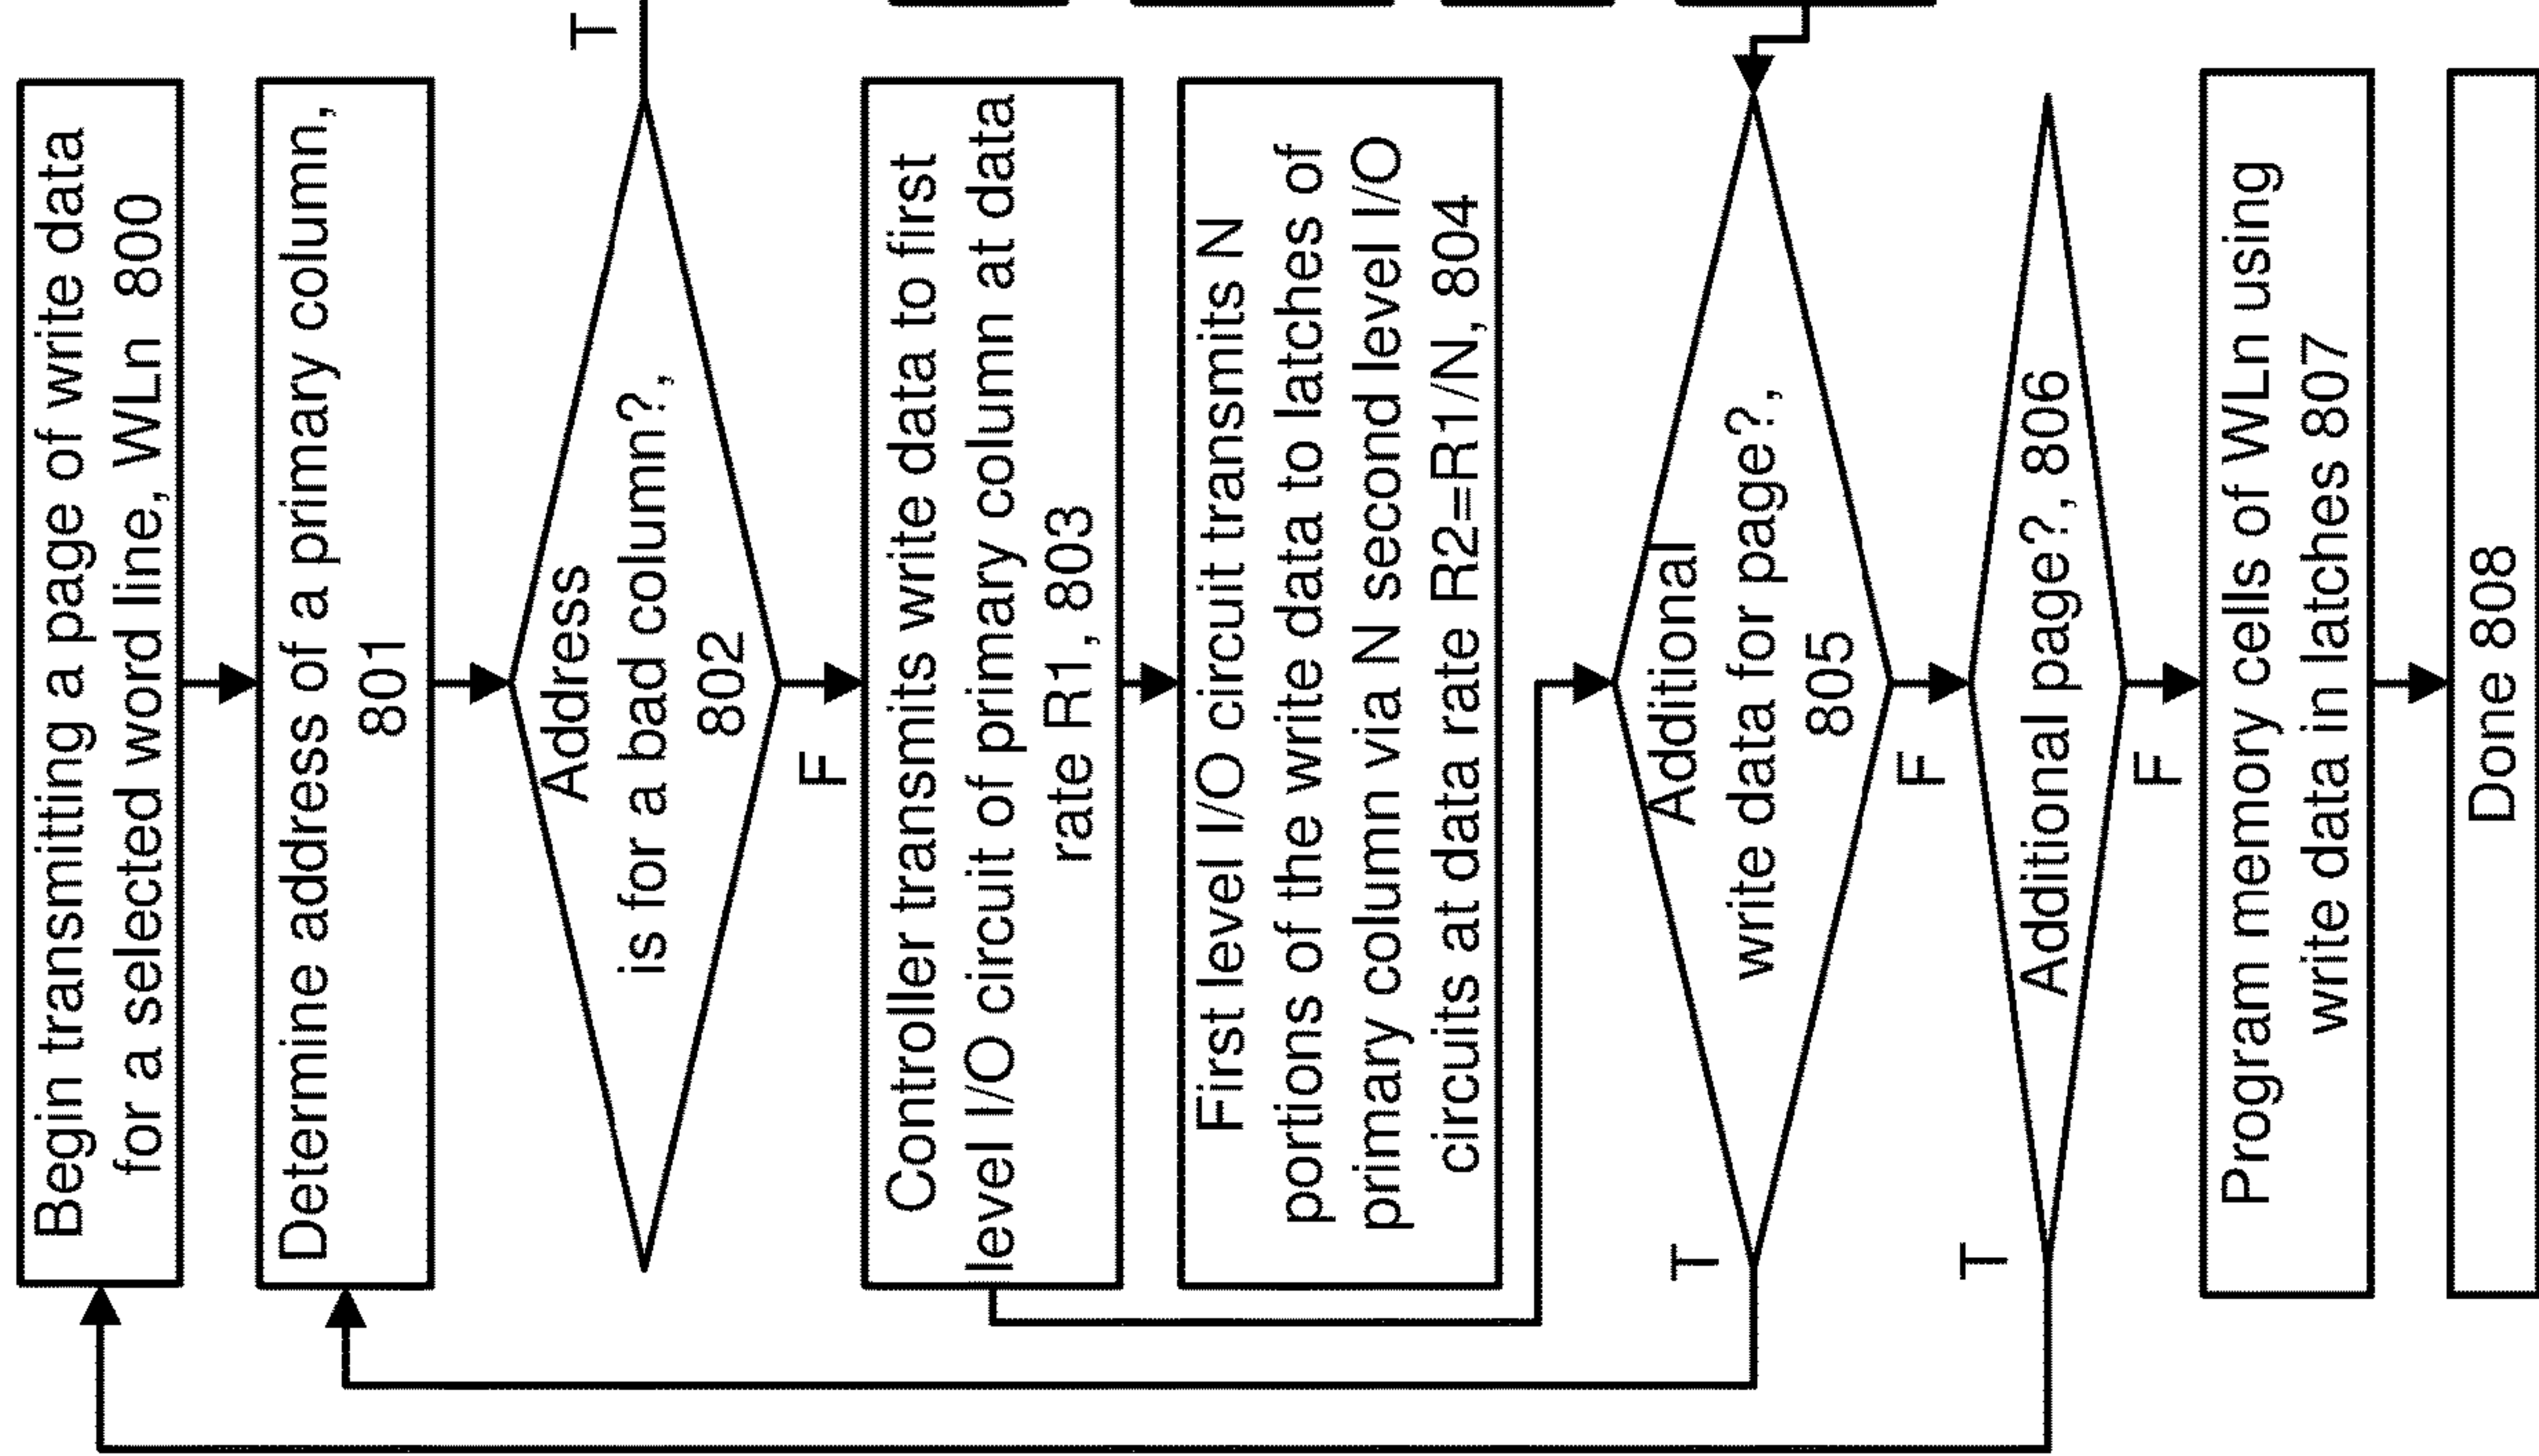 Begin transmitting a page of write data
for a selected word line, WLn 800
Determine address of a primary column,
801
Address
is for a bad column?,
802
T
F
Controller transmits write data to first
level I/O circuit of primary column at data
rate R1, 803
First level I/O circuit transmits N
portions of the write data to latches of
primary column via N second level I/O
circuits at data rate R2=R1/N, 804
T
Additional
write data for page?,
805
F
T
Additional page?, 806
F
Program memory cells of WLn using
write data in latches 807
Done 808